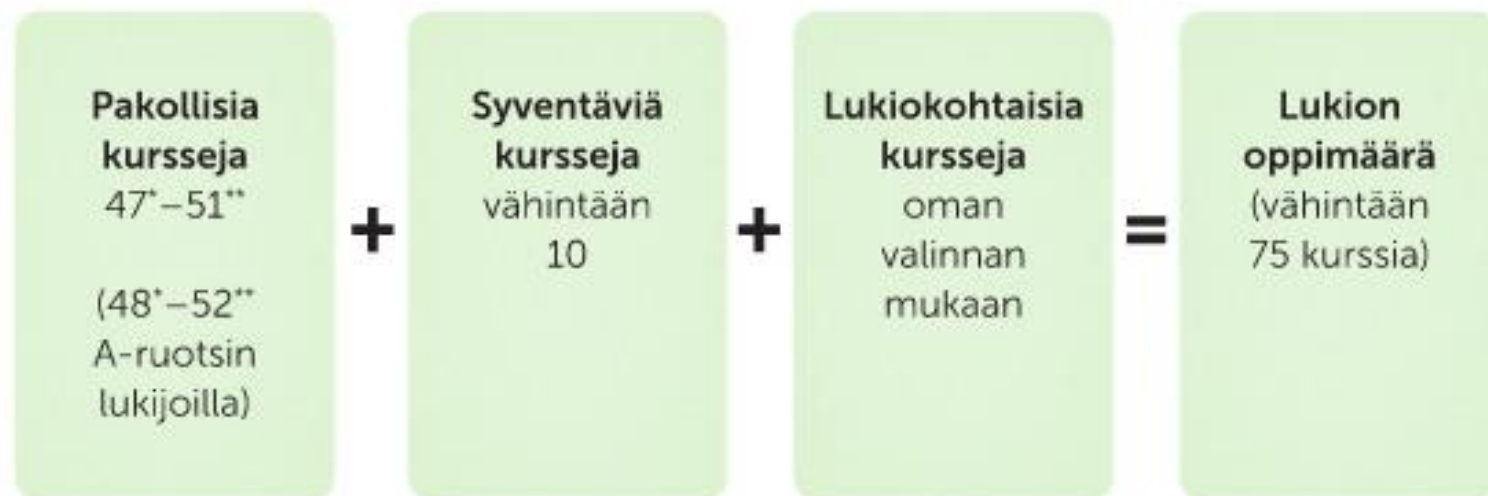 Pakollisia
kursseja
47*–51**
(48*–52**
A-ruotsin
lukijoilla)
+
Syventäviä
kursseja
vähintään
10
+
Lukiokohtaisia
kursseja
oman
valinnan
mukaan
=
Lukion
oppimäärä
(vähintään
75 kurssia)